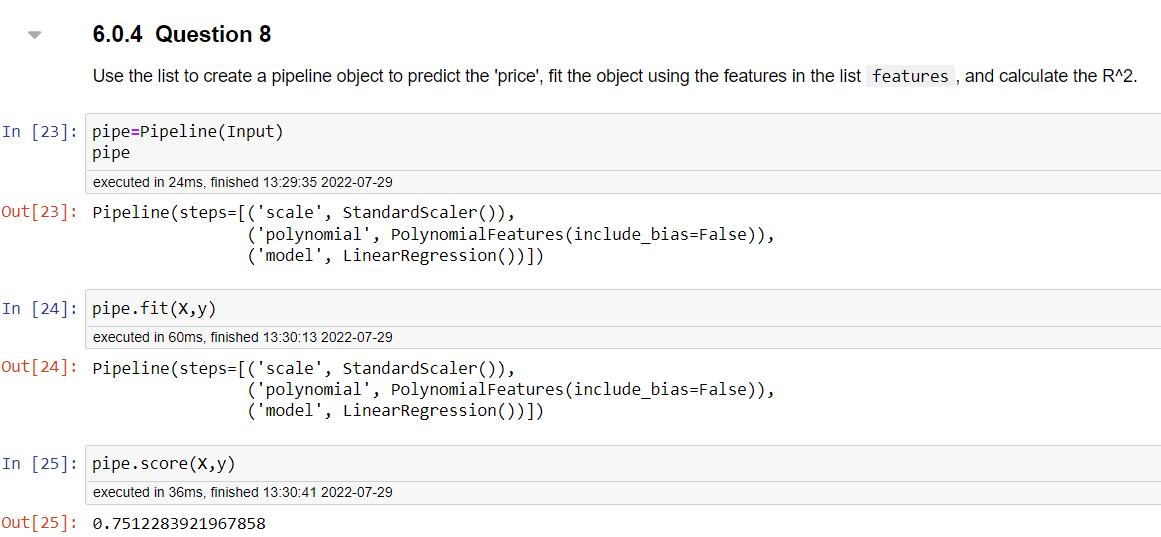 6.0.4 Question 8
Use the list to create a pipeline object to predict the 'price', fit the object using the features in the list features , and calculate the R^2.
In [23]: pipe=Pipeline(Input)
pipe
executed in 24ms, finished 13:29:35 2022-07-29
Out[23]: Pipeline(steps=[('scale', StandardScaler()),
('polynomial', PolynomialFeatures(include_bias=False)),
('model', LinearRegression())])
In [24]: pipe.fit(X,y)
executed in 60ms, finished 13:30:13 2022-07-29
Out[24]: Pipeline(steps=[('scale', StandardScaler()),
('polynomial', PolynomialFeatures(include_bias=False)),
('model', LinearRegression())])
In [25]: pipe.score(X,y)
executed in 36ms, finished 13:30:41 2022-07-29
Out[25]: 0.7512283921967858